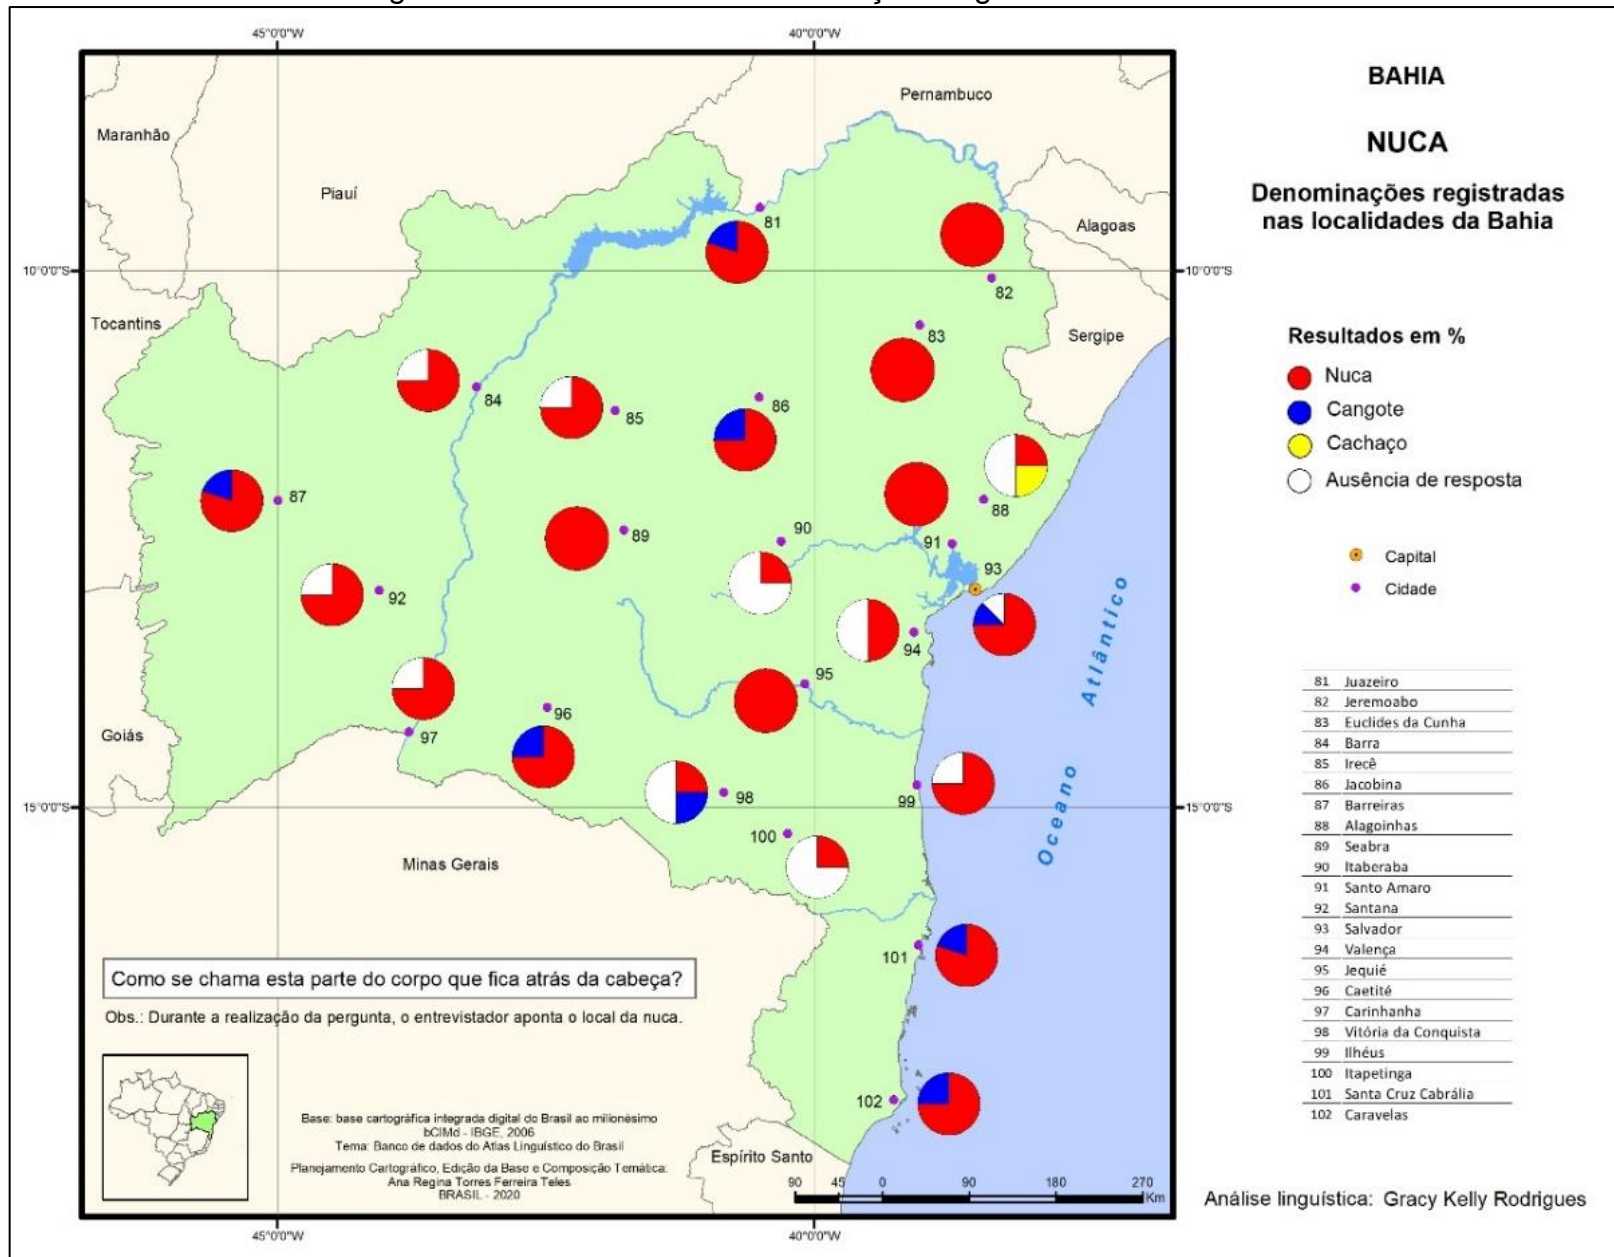 45°0'0"W
40°0'0"W
Pernambuco
Maranhão
Piauí
Alagoas
81
10°0'0"S
10°0'0"S
82
Tocantins
83
Sergipe
84
85
86
87
88
89
90
91
93
92
94
95
96
97
Goiás
98
99
15°0'0"S
15°0'0"S
100
Minas Gerais
101
102
Espírito Santo
Oceano Atlântico
Como se chama esta parte do corpo que fica atrás da cabeça?
Obs.: Durante a realização da pergunta, o entrevistador aponta o local da nuca.
Base: base cartográfica integrada digital do Brasil ao milionésimo
bCIMd - IBGE, 2006
Tema: Banco de dados do Atlas Linguístico do Brasil
Planejamento Cartográfico, Edição da Base e Composição Temática:
Ana Regina Torres Ferreira Teles
BRASIL - 2020
90 45 0 90 180 270
Km
45°0'0"W
40°0'0"W
BAHIA
NUCA
Denominações registradas
nas localidades da Bahia
Resultados em %
Nuca
Cangote
Cachaço
Ausência de resposta
Capital
Cidade
81 Juazeiro
82 Jeremoabo
83 Euclides da Cunha
84 Barra
85 Irecê
86 Jacobina
87 Barreiras
88 Alagoinhas
89 Seabra
90 Itaberaba
91 Santo Amaro
92 Santana
93 Salvador
94 Valença
95 Jequié
96 Caetité
97 Carinhanha
98 Vitória da Conquista
99 Ilhéus
100 Itapetinga
101 Santa Cruz Cabrália
102 Caravelas
Análise linguística: Gracy Kelly Rodrigues